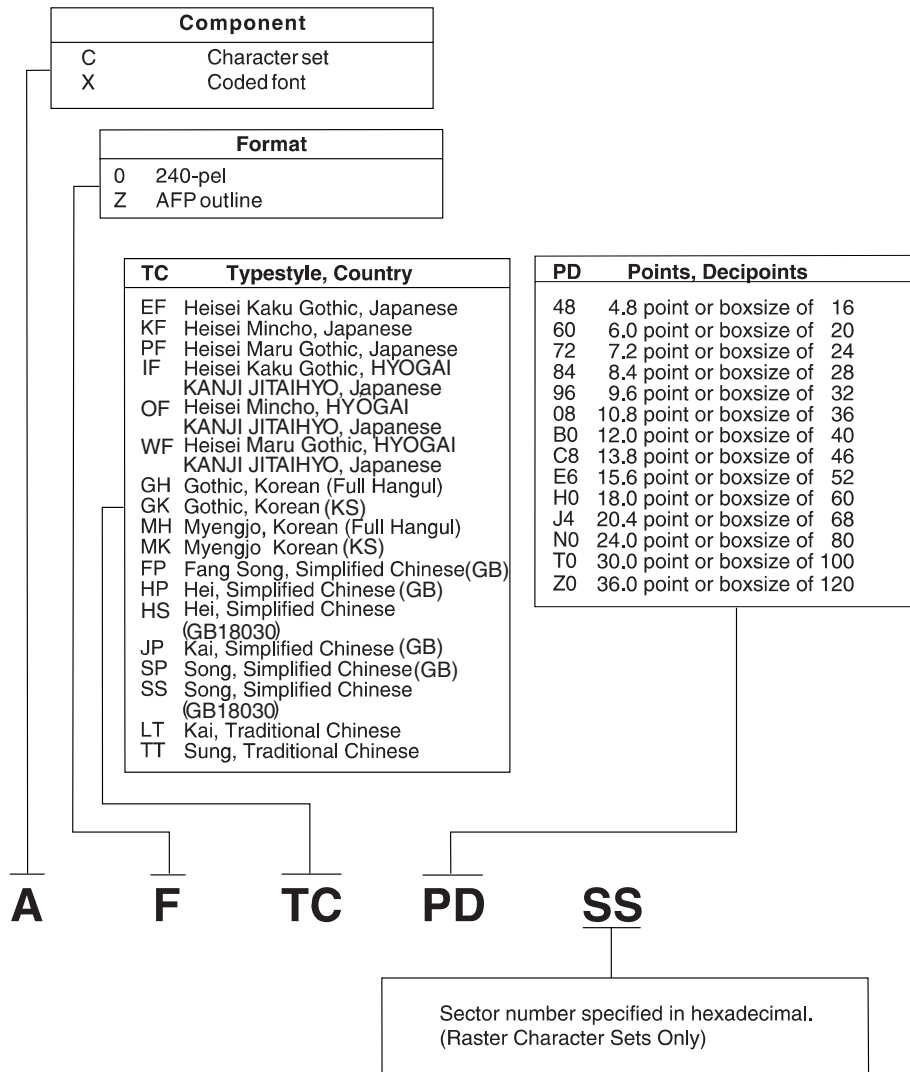 Component
C Character set
X Coded font
Format
0 240-pel
Z AFP outline
TC Typestyle, Country
EF Heisei Kaku Gothic, Japanese
KF Heisei Mincho, Japanese
PF Heisei Maru Gothic, Japanese
IF Heisei Kaku Gothic, HYOGAI
KANJI JITAIHYO, Japanese
OF Heisei Mincho, HYOGAI
KANJI JITAIHYO, Japanese
WF Heisei Maru Gothic, HYOGAI
KANJI JITAIHYO, Japanese
GH Gothic, Korean (Full Hangul)
GK Gothic, Korean (KS)
MH Myengjo, Korean (Full Hangul)
MK Myengjo Korean (KS)
FP Fang Song, Simplified Chinese(GB)
HP Hei, Simplified Chinese (GB)
HS Hei, Simplified Chinese
(GB18030)
JP Kai, Simplified Chinese (GB)
SP Song, Simplified Chinese(GB)
SS Song, Simplified Chinese
(GB18030)
LT Kai, Traditional Chinese
TT Sung, Traditional Chinese
PD Points, Decipoints
48 4.8 point or boxsize of 16
60 6.0 point or boxsize of 20
72 7.2 point or boxsize of 24
84 8.4 point or boxsize of 28
96 9.6 point or boxsize of 32
08 10.8 point or boxsize of 36
B0 12.0 point or boxsize of 40
C8 13.8 point or boxsize of 46
E6 15.6 point or boxsize of 52
H0 18.0 point or boxsize of 60
J4 20.4 point or boxsize of 68
N0 24.0 point or boxsize of 80
T0 30.0 point or boxsize of 100
Z0 36.0 point or boxsize of 120
A F TC PD SS
Sector number specified in hexadecimal.
(Raster Character Sets Only)